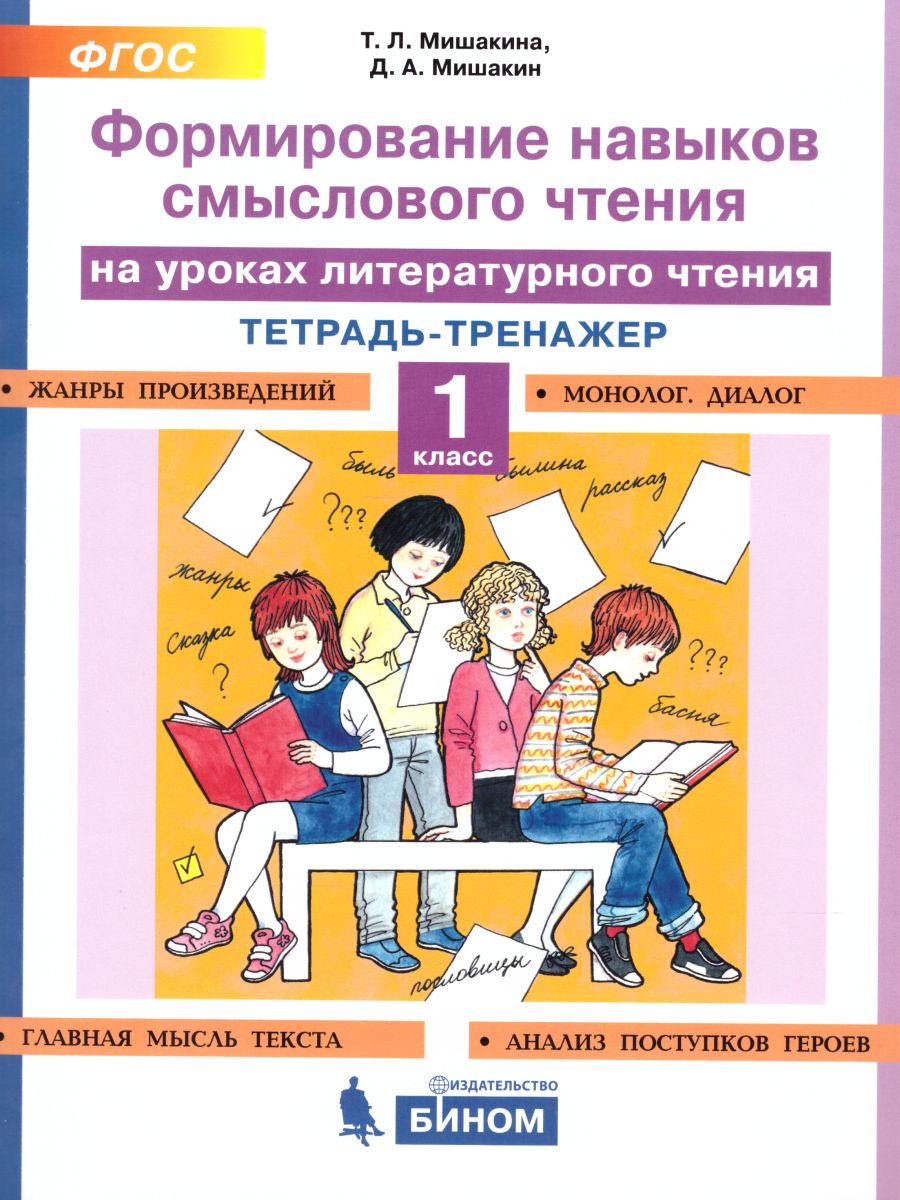 ФГОС
Т. Л. Мишакина,
Д. А. Мишакин
Формирование навыков
смыслового чтения
на уроках литературного чтения
ТЕТРАДЬ-ТРЕНАЖЕР
• ЖАНРЫ ПРОИЗВЕДЕНИЙ
1
класс
• МОНОЛОГ. ДИАЛОГ
быль
былина
рассказ
???
жанры
сказка
?
???
басня
пословицы
• ГЛАВНАЯ МЫСЛЬ ТЕКСТА
• АНАЛИЗ ПОСТУПКОВ ГЕРОЕВ
ИЗДАТЕЛЬСТВО
БИНОМ